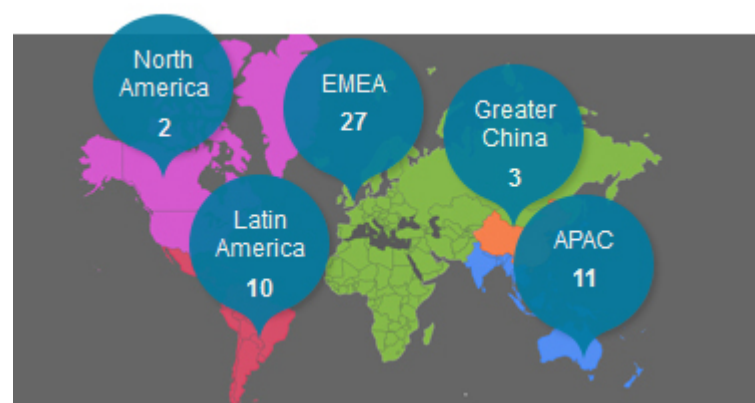 North
America
2
EMEA
27
Greater
China
3
Latin
America
10
APAC
11